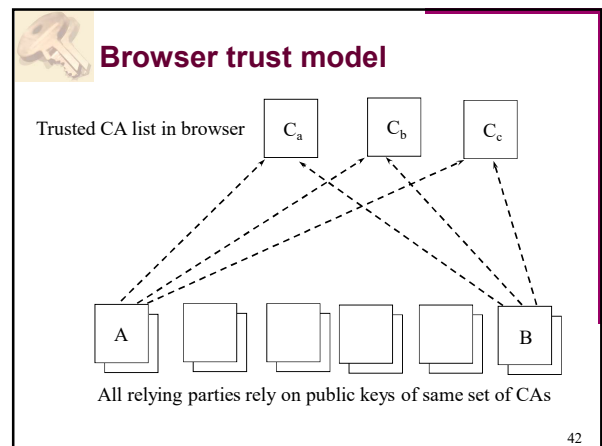 Browser trust model
Trusted CA list in browser
Ca Cb Cc
A B
All relying parties rely on public keys of same set of CAs
42